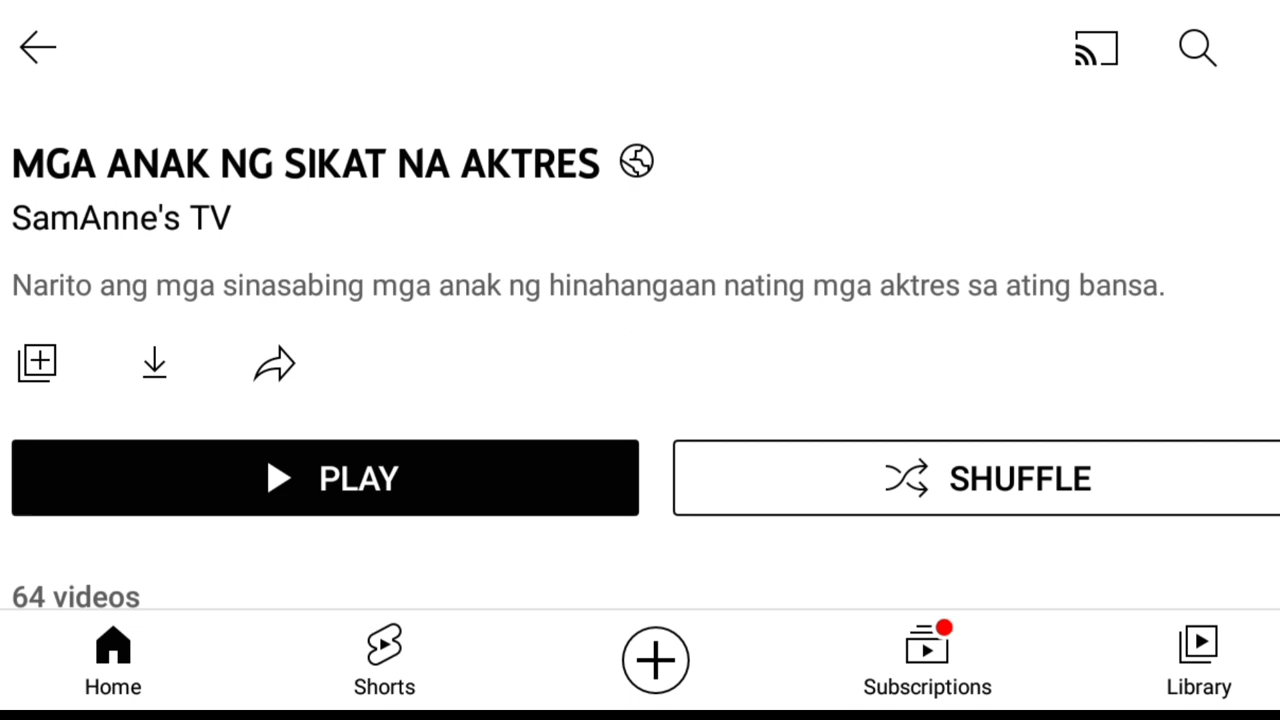 MGA ANAK NG SIKAT NA AKTRES
SamAnne's TV
Narito ang mga sinasabing mga anak ng hinahangaan nating mga aktres sa ating bansa.
PLAY
SHUFFLE
64 videos
Home
Shorts
Subscriptions
Library